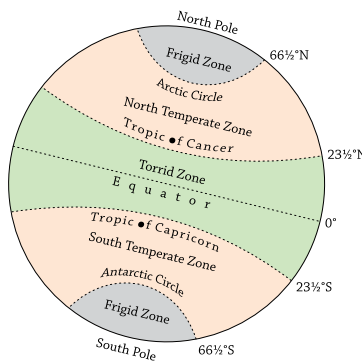 North Pole
66½°N
Frigid Zone
Arctic Circle
North Temperate Zone
Tropic of Cancer
23½°N
Torrid Zone
Equator
0°
Tropic of Capricorn
South Temperate Zone
23½°S
Antarctic Circle
Frigid Zone
66½°S
South Pole